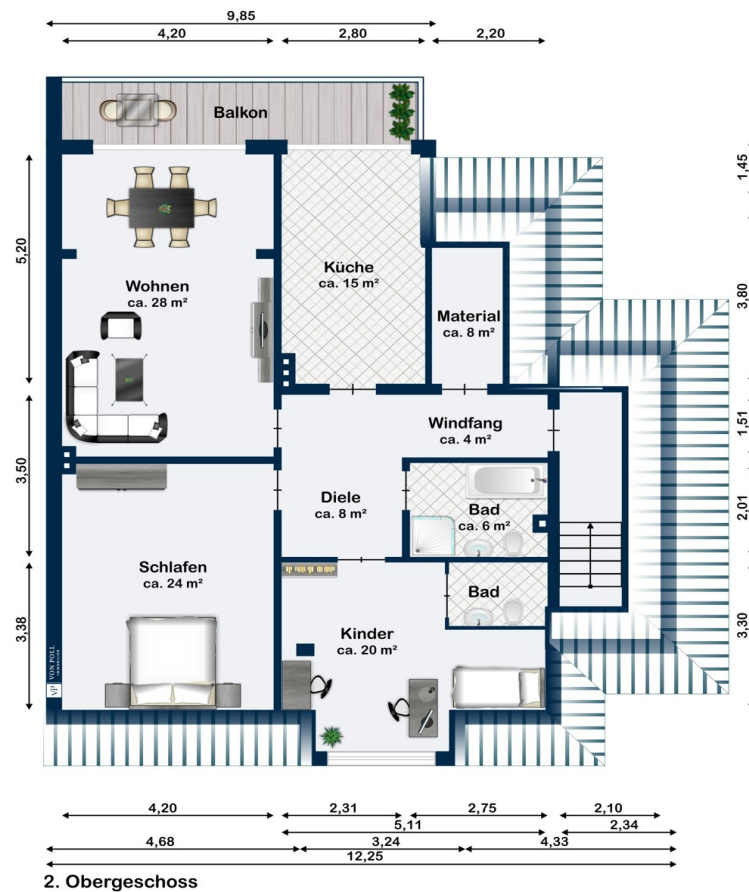 9,85
4,20
2,80
2,20
Balkon
1,45
5,20
Küche
ca. 15 m²
Wohnen
ca. 28 m²
3,80
Material
ca. 8 m²
Windfang
ca. 4 m²
1,51
3,50
Diele
ca. 8 m²
Bad
ca. 6 m²
2,01
Schlafen
ca. 24 m²
Bad
3,38
Kinder
ca. 20 m²
3,30
VP VON POLL
IMMOBILIEN
4,20
2,31
2,75
2,10
5,11
2,34
4,68
3,24
4,33
12,25
2. Obergeschoss